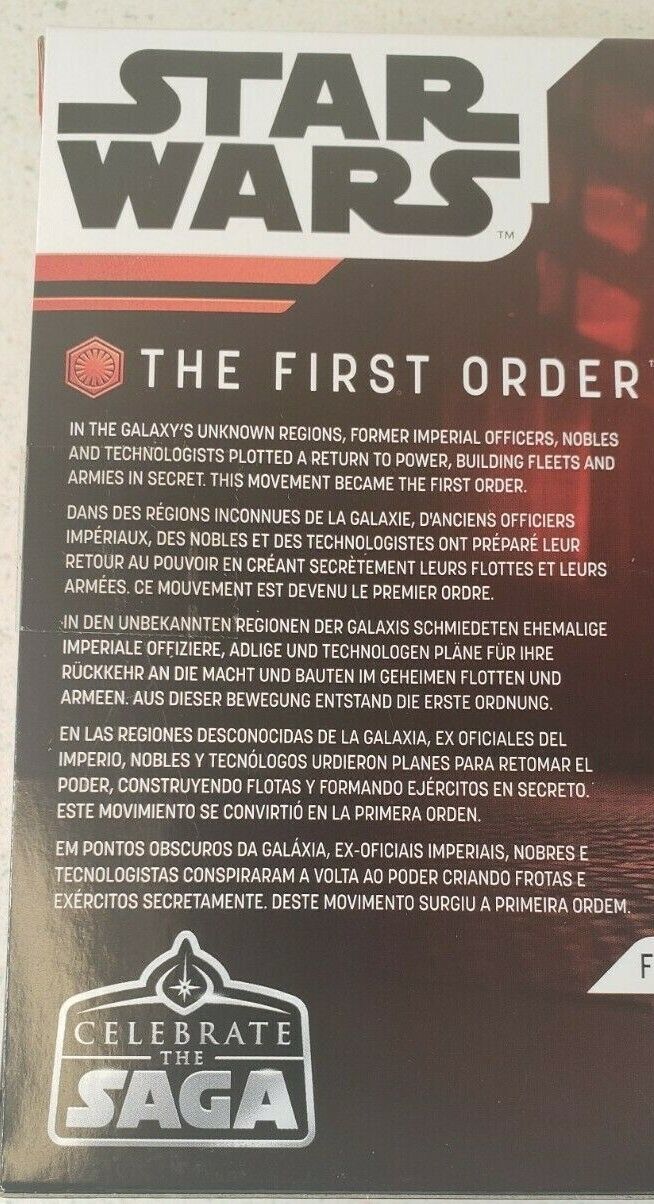 STAR
WARS
TM
THE FIRST ORDER
IN THE GALAXY'S UNKNOWN REGIONS, FORMER IMPERIAL OFFICERS, NOBLES
AND TECHNOLOGISTS PLOTTED A RETURN TO POWER, BUILDING FLEETS AND
ARMIES IN SECRET. THIS MOVEMENT BECAME THE FIRST ORDER.
DANS DES RÉGIONS INCONNUES DE LA GALAXIE, D'ANCIENS OFFICIERS
IMPÉRIAUX, DES NOBLES ET DES TECHNOLOGISTES ONT PRÉPARÉ LEUR
RETOUR AU POUVOIR EN CRÉANT SECRÈTEMENT LEURS FLOTTES ET LEURS
ARMÉES. CE MOUVEMENT EST DEVENU LE PREMIER ORDRE.
IN DEN UNBEKANNTEN REGIONEN DER GALAXIS SCHMIEDETEN EHEMALIGE
IMPERIALE OFFIZIERE, ADLIGE UND TECHNOLOGEN PLÄNE FÜR IHRE
RÜCKKEHR AN DIE MACHT UND BAUTEN IM GEHEIMEN FLOTTEN UND
ARMEEN. AUS DIESER BEWEGUNG ENTSTAND DIE ERSTE ORDNUNG.
EN LAS REGIONES DESCONOCIDAS DE LA GALAXIA, EX OFICIALES DEL
IMPERIO, NOBLES Y TECNÓLOGOS URDIERON PLANES PARA RETOMAR EL
PODER, CONSTRUYENDO FLOTAS Y FORMANDO EJÉRCITOS EN SECRETO.
ESTE MOVIMIENTO SE CONVIRTIÓ EN LA PRIMERA ORDEN.
EM PONTOS OBSCUROS DA GALÁXIA, EX-OFICIAIS IMPERIAIS, NOBRES E
TECNOLOGISTAS CONSPIRARAM A VOLTA AO PODER CRIANDO FROTAS E
EXÉRCITOS SECRETAMENTE. DESTE MOVIMENTO SURGIU A PRIMEIRA ORDEM.
F
CELEBRATE
THE
SAGA